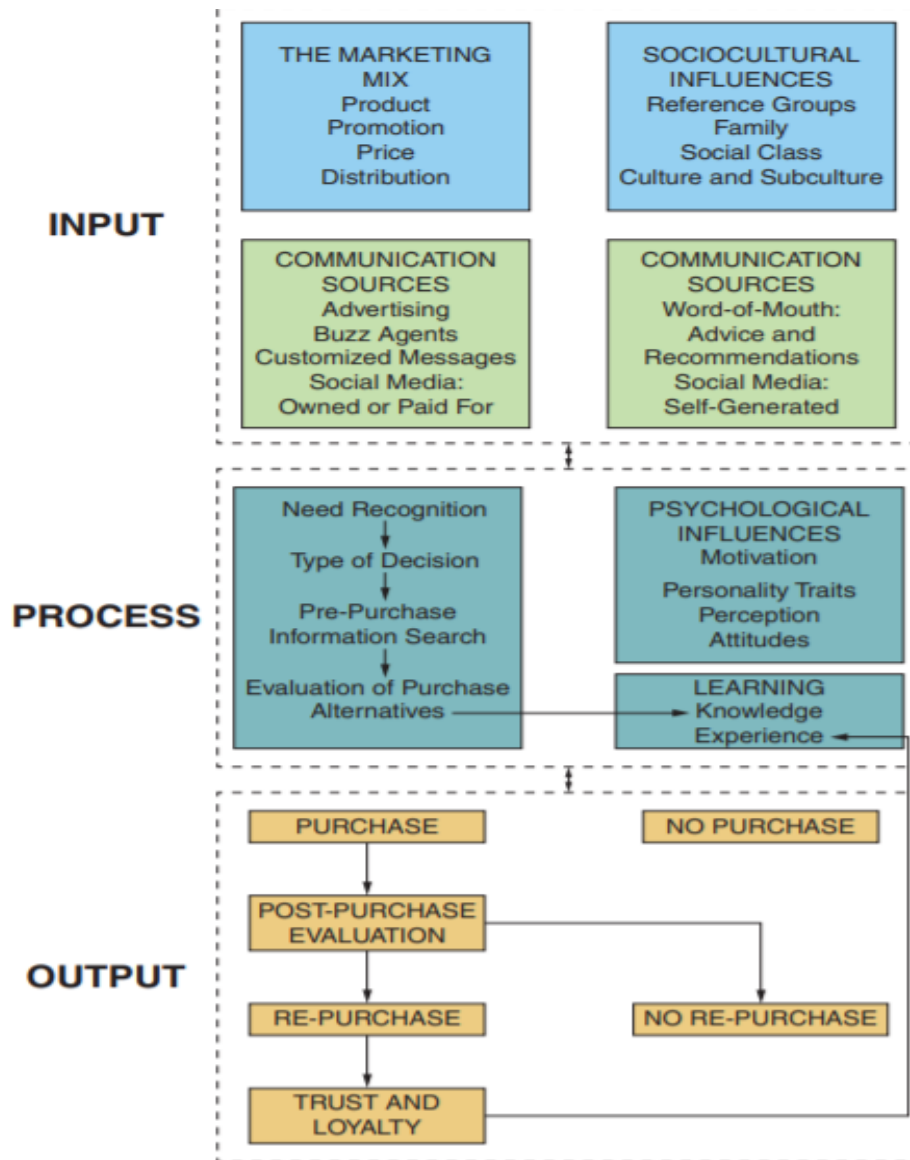 INPUT
THE MARKETING
MIX
Product
Promotion
Price
Distribution
SOCIOCULTURAL
INFLUENCES
Reference Groups
Family
Social Class
Culture and Subculture
COMMUNICATION
SOURCES
Advertising
Buzz Agents
Customized Messages
Social Media:
Owned or Paid For
COMMUNICATION
SOURCES
Word-of-Mouth:
Advice and
Recommendations
Social Media:
Self-Generated
PROCESS
Need Recognition
Type of Decision
Pre-Purchase
Information Search
Evaluation of Purchase
Alternatives
PSYCHOLOGICAL
INFLUENCES
Motivation
Personality Traits
Perception
Attitudes
LEARNING
Knowledge
Experience
OUTPUT
PURCHASE
NO PURCHASE
POST-PURCHASE
EVALUATION
RE-PURCHASE
NO RE-PURCHASE
TRUST AND
LOYALTY